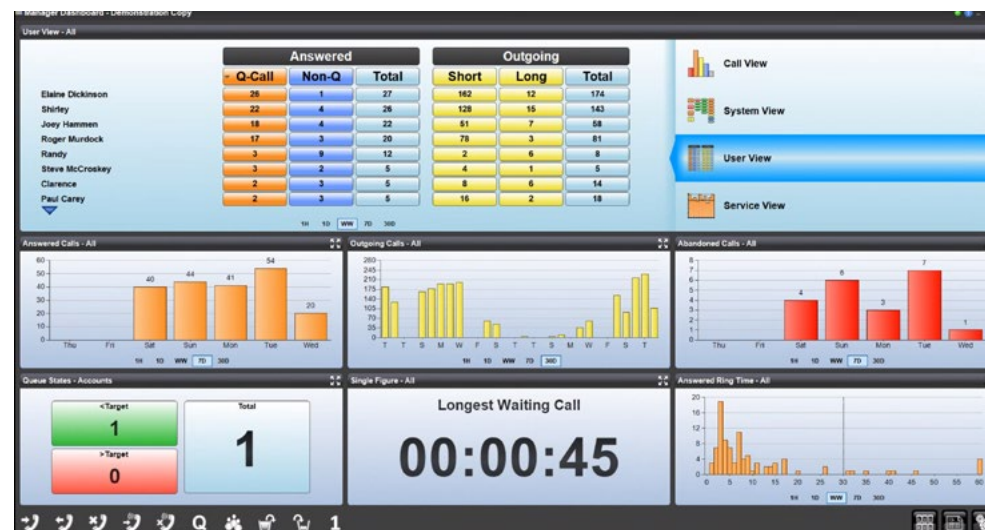 Manager Dashboard - Demonstration Copy
User View - All
Answered Outgoing
Q-Call Non-Q Total Short Long Total
Elaine Dickinson 26 1 27 162 12 174
Shirley 22 4 26 128 15 143
Joey Hammen 18 4 22 51 7 58
Roger Murdock 17 3 20 78 3 81
Randy 3 9 12 2 6 8
Steve McCroskey 3 2 5 4 1 5
Clarence 2 3 5 8 6 14
Paul Carey 2 3 5 16 2 18
1H 1D WW 7D 30D
Call View
System View
User View
Service View
Answered Calls - All
60
50
40
30
20
10
0
40 44 41 54 20
Thu Fri Sat Sun Mon Tue Wed
1H 1D WW 7D 30D
Outgoing Calls - All
280
245
210
175
140
105
70
35
0
T T S M W F S T T S M W F S T
1H 1D WW 7D 30D
Abandoned Calls - All
8
7
6
5
4
3
2
1
0
4 6 3 7 1
Thu Fri Sat Sun Mon Tue Wed
1H 1D WW 7D 30D
Queue States - Accounts
<Target
1
>Target
0
Total
1
Single Figure - All
Longest Waiting Call
00:00:45
Answered Ring Time - All
20
16
12
8
4
0
0 5 10 15 20 25 30 35 40 45 50 55 60
1H 1D WW 7D 30D
Q 1